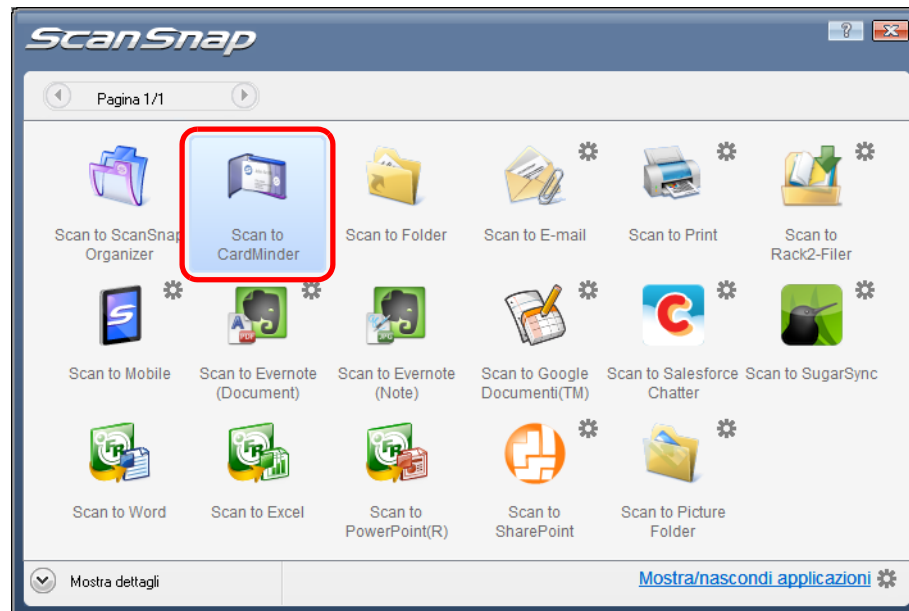 ScanSnap
Pagina 1/1
Scan to ScanSnap
Organizer
Scan to
CardMinder
Scan to Folder
Scan to E-mail
Scan to Print
Scan to
Rack2-Filer
Scan to Mobile
Scan to Evernote
(Document)
Scan to Evernote
(Note)
Scan to Google
Documenti(TM)
Scan to Salesforce
Chatter
Scan to SugarSync
Scan to Word
Scan to Excel
Scan to
PowerPoint(R)
Scan to
SharePoint
Scan to Picture
Folder
Mostra dettagli
Mostra/nascondi applicazioni